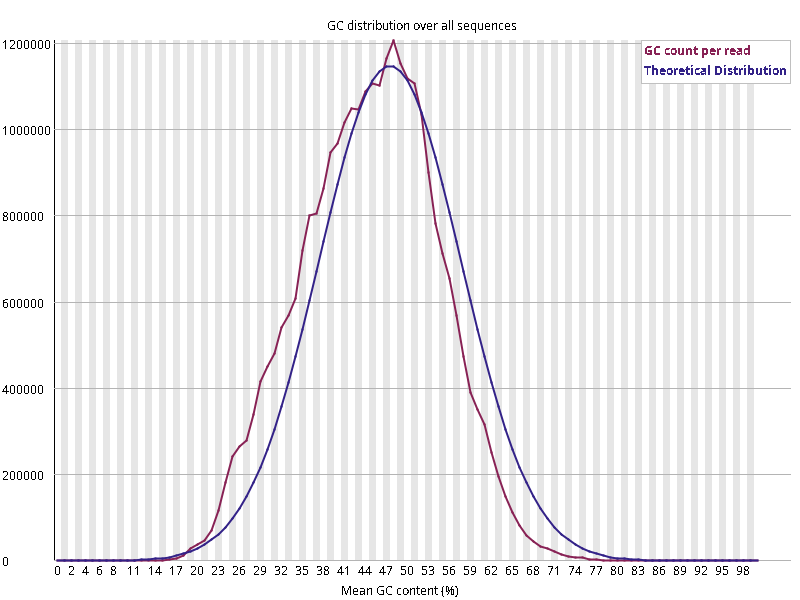 GC distribution over all sequences
GC count per read
Theoretical Distribution
1200000
1000000
800000
600000
400000
200000
0
0 2 4 6 8 11 14 17 20 23 26 29 32 35 38 41 44 47 50 53 56 59 62 65 68 71 74 77 80 83 86 89 92 95 98
Mean GC content (%)